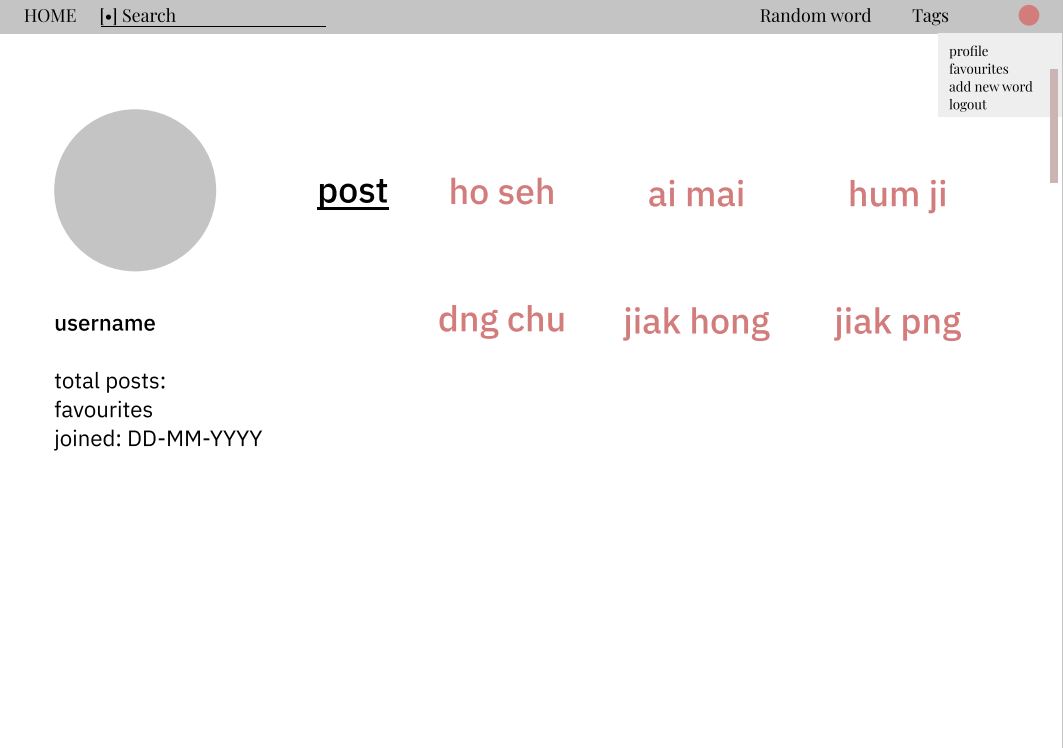 HOME [•] Search Random word Tags
profile
favourites
add new word
logout
post ho seh ai mai hum ji
dng chu jiak hong jiak png
username
total posts:
favourites
joined: DD-MM-YYYY